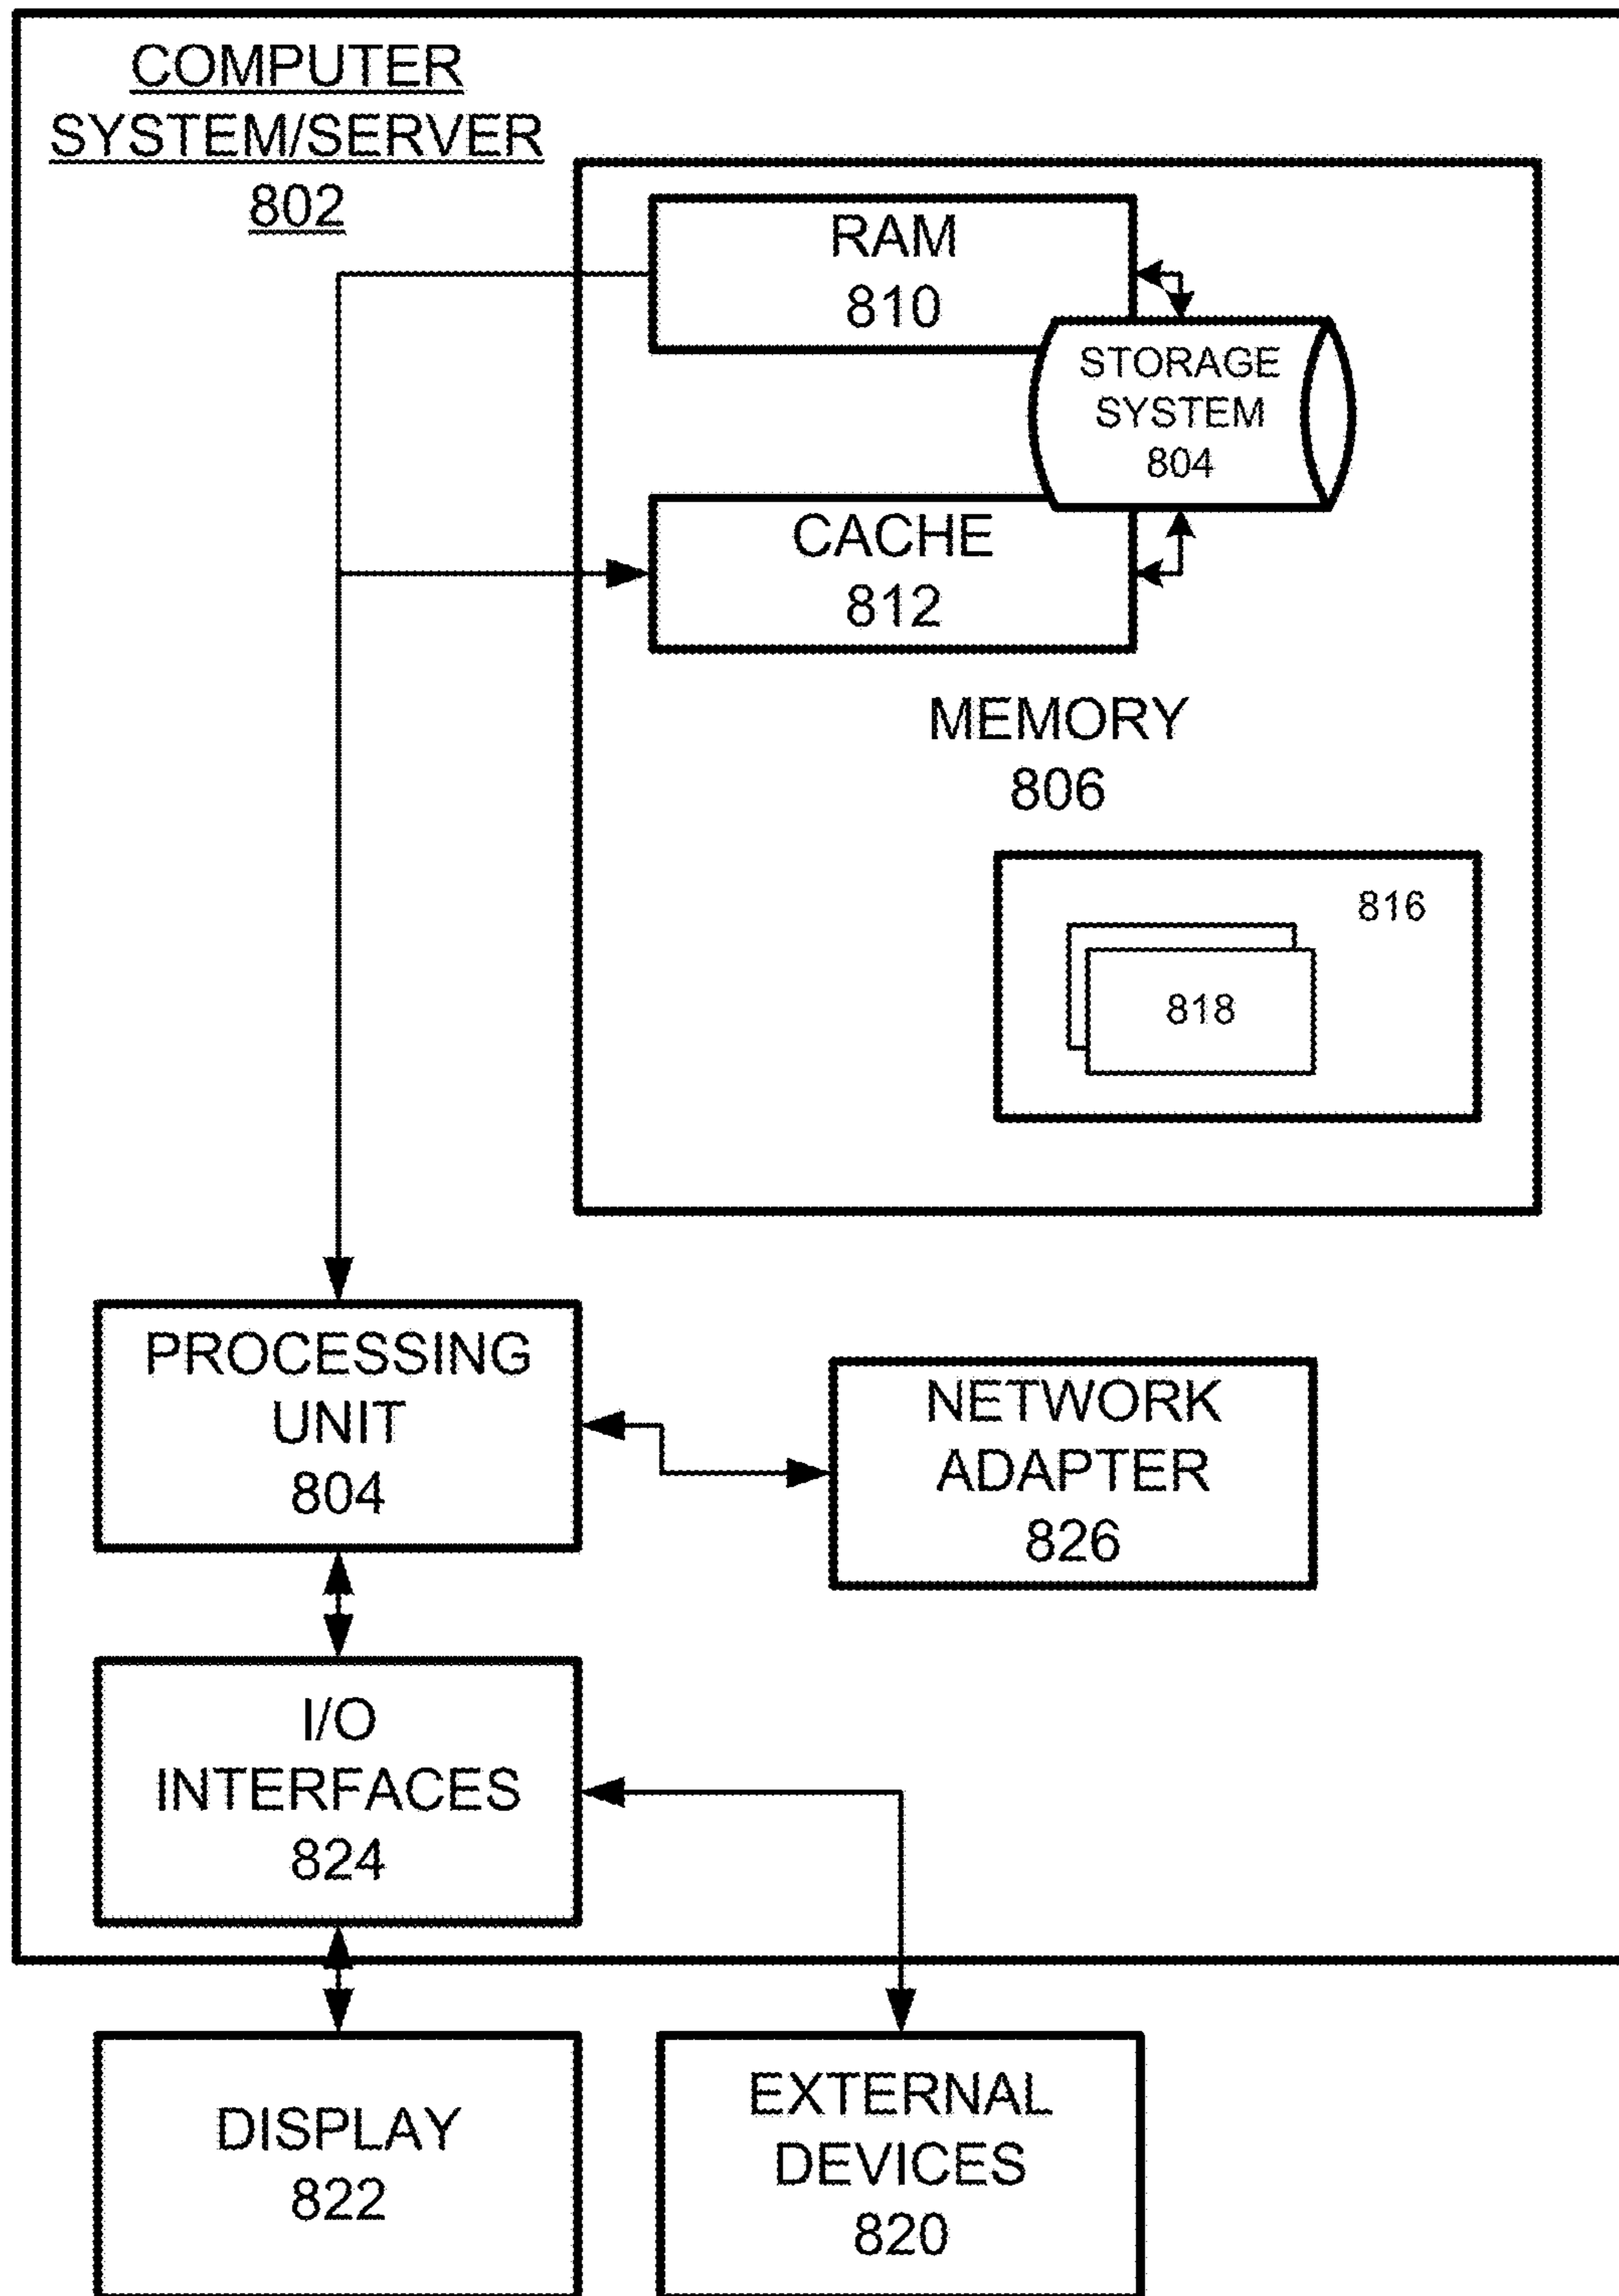 COMPUTER
SYSTEM/SERVER
802
RAM
810
STORAGE
SYSTEM
804
CACHE
812
MEMORY
806
816
818
PROCESSING
UNIT
804
NETWORK
ADAPTER
826
I/O
INTERFACES
824
DISPLAY
822
EXTERNAL
DEVICES
820